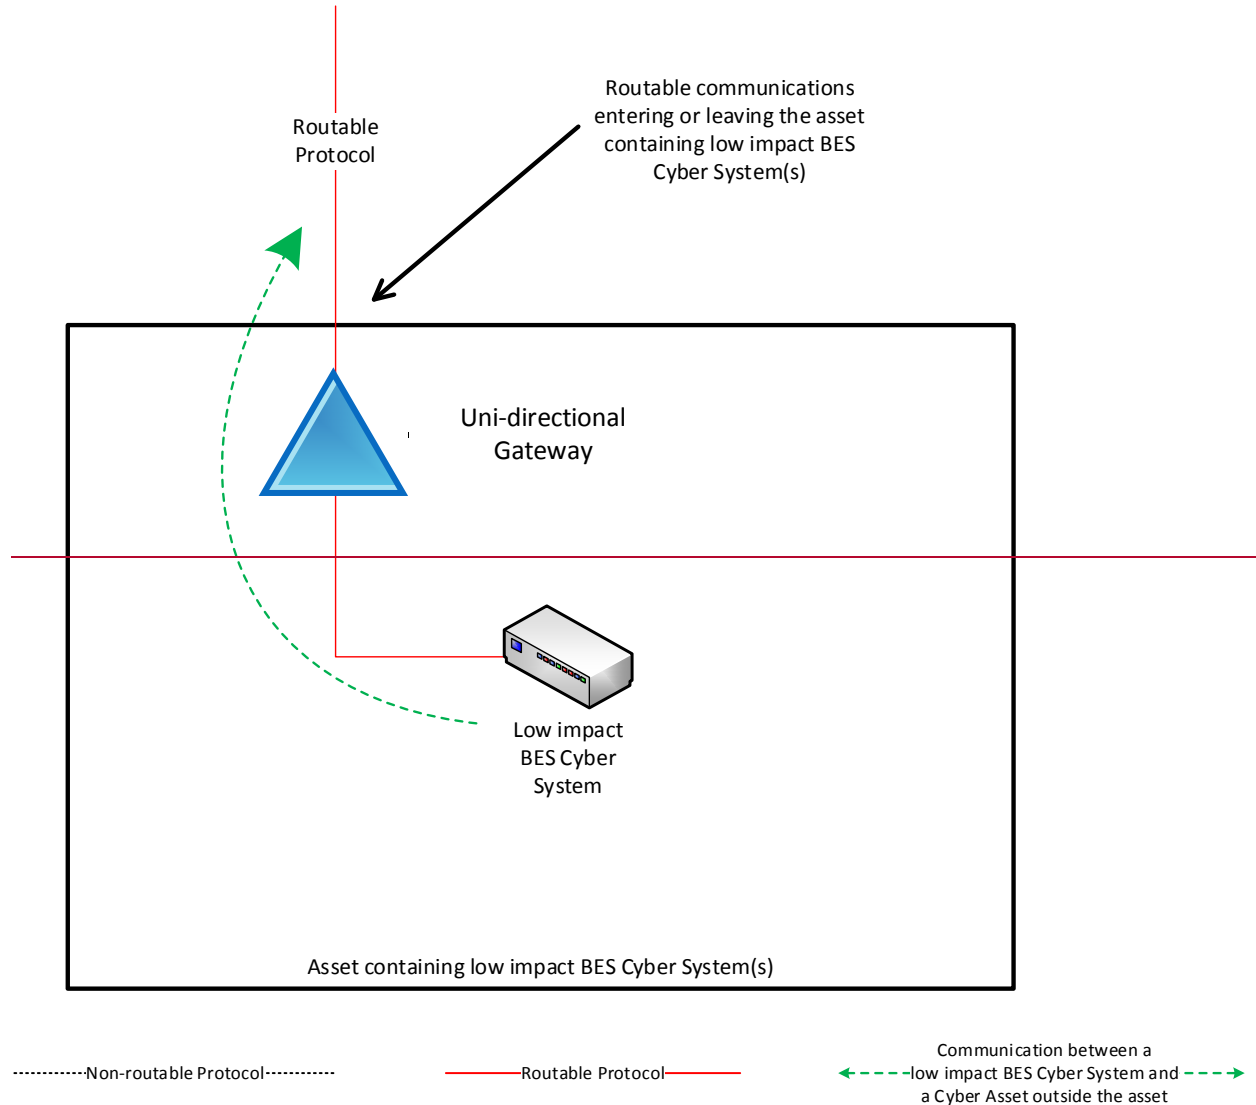 Routable communications
entering or leaving the asset
containing low impact BES
Cyber System(s)
Routable
Protocol
Uni-directional
Gateway
Low impact
BES Cyber
System
Asset containing low impact BES Cyber System(s)
Non-routable Protocol
Routable Protocol
Communication between a
low impact BES Cyber System and
a Cyber Asset outside the asset